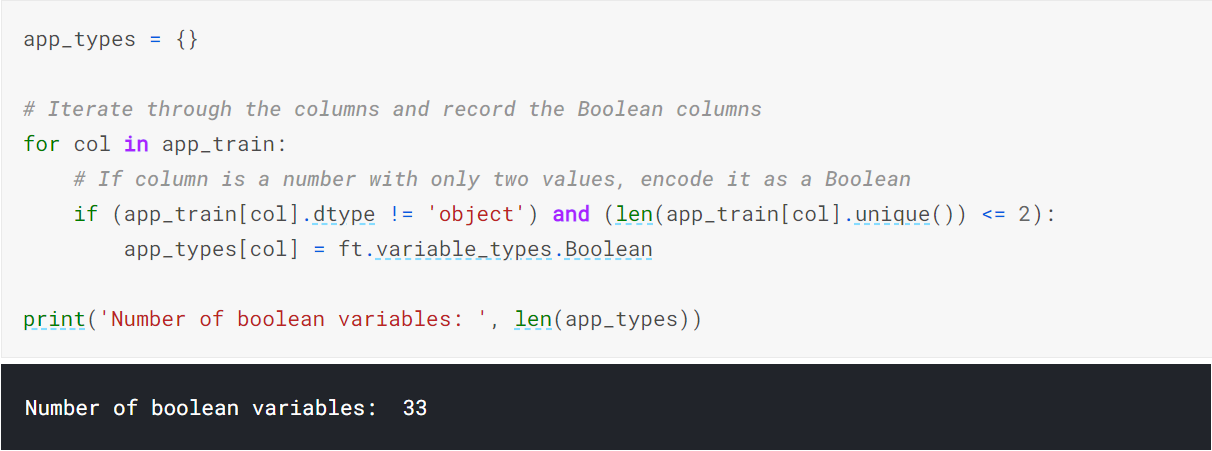 app_types = {}
# Iterate through the columns and record the Boolean columns
for col in app_train:
    # If column is a number with only two values, encode it as a Boolean
    if (app_train[col].dtype != 'object') and (len(app_train[col].unique()) <= 2):
        app_types[col] = ft.variable_types.Boolean
print('Number of boolean variables: ', len(app_types))
Number of boolean variables:  33